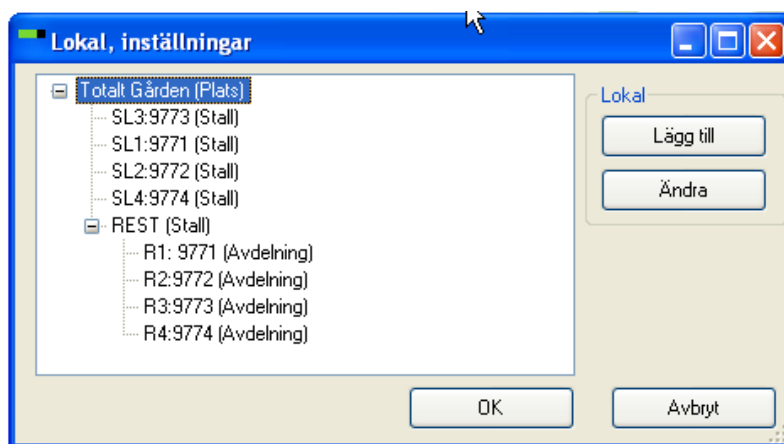 Lokal, inställningar
Totalt Gården (Plats)
SL3:9773 (Stall)
SL1:9771 (Stall)
SL2:9772 (Stall)
SL4:9774 (Stall)
REST (Stall)
R1: 9771 (Avdelning)
R2:9772 (Avdelning)
R3:9773 (Avdelning)
R4:9774 (Avdelning)
Lokal
Lägg till
Ändra
OK
Avbryt